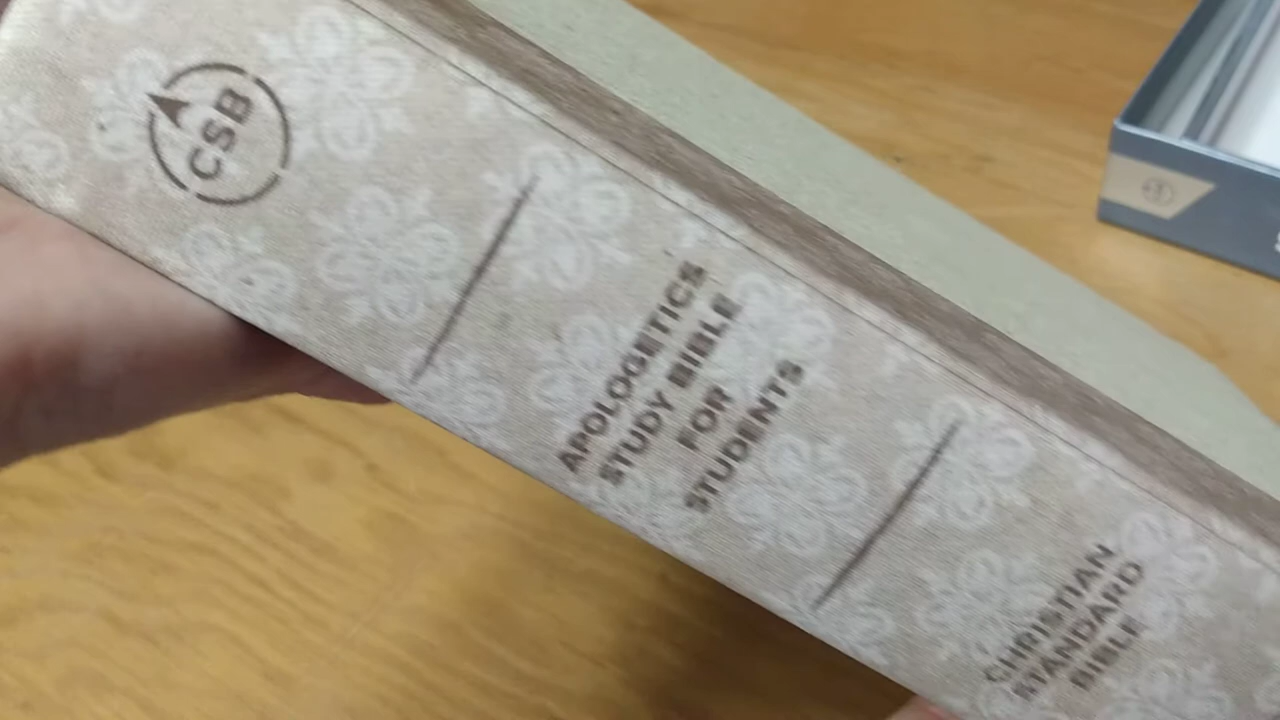 CSB
APOLOGETICS
STUDY BIBLE
FOR
STUDENTS
CHRISTIAN
STANDARD
BIBLE